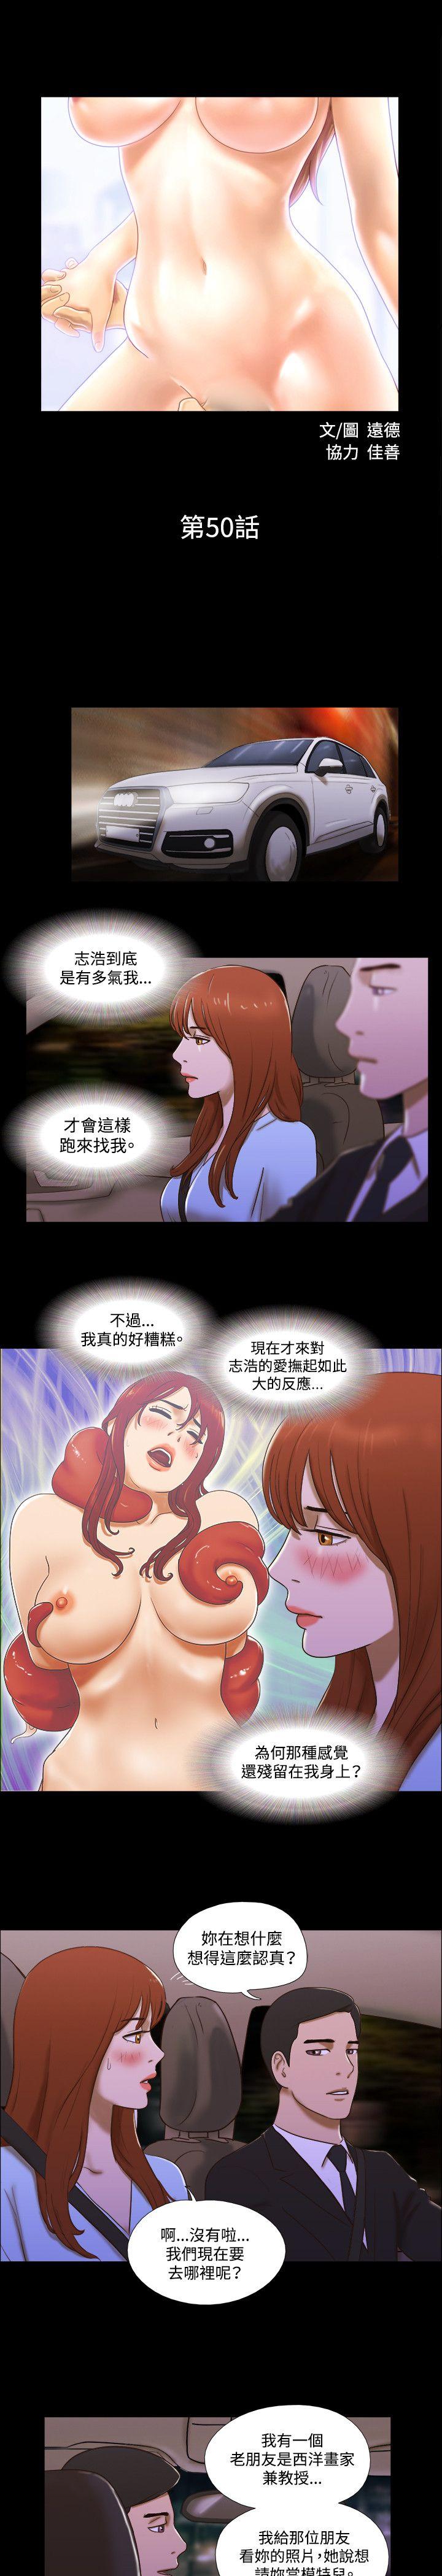 文/圖 遠德
協力 佳善
第50話
志浩到底
是有多氣我...
才會這樣
跑來找我。
不過...
我真的好糟糕。
現在才來對
志浩的愛撫起如此
大的反應...
為何那種感覺
還殘留在我身上？
妳在想什麼
想得這麼認真？
啊...沒有啦...
我們現在要
去哪裡呢？
我有一個
老朋友是西洋畫家
兼教授...
我給那位朋友
看妳的照片，她說想
請妳當模特兒。